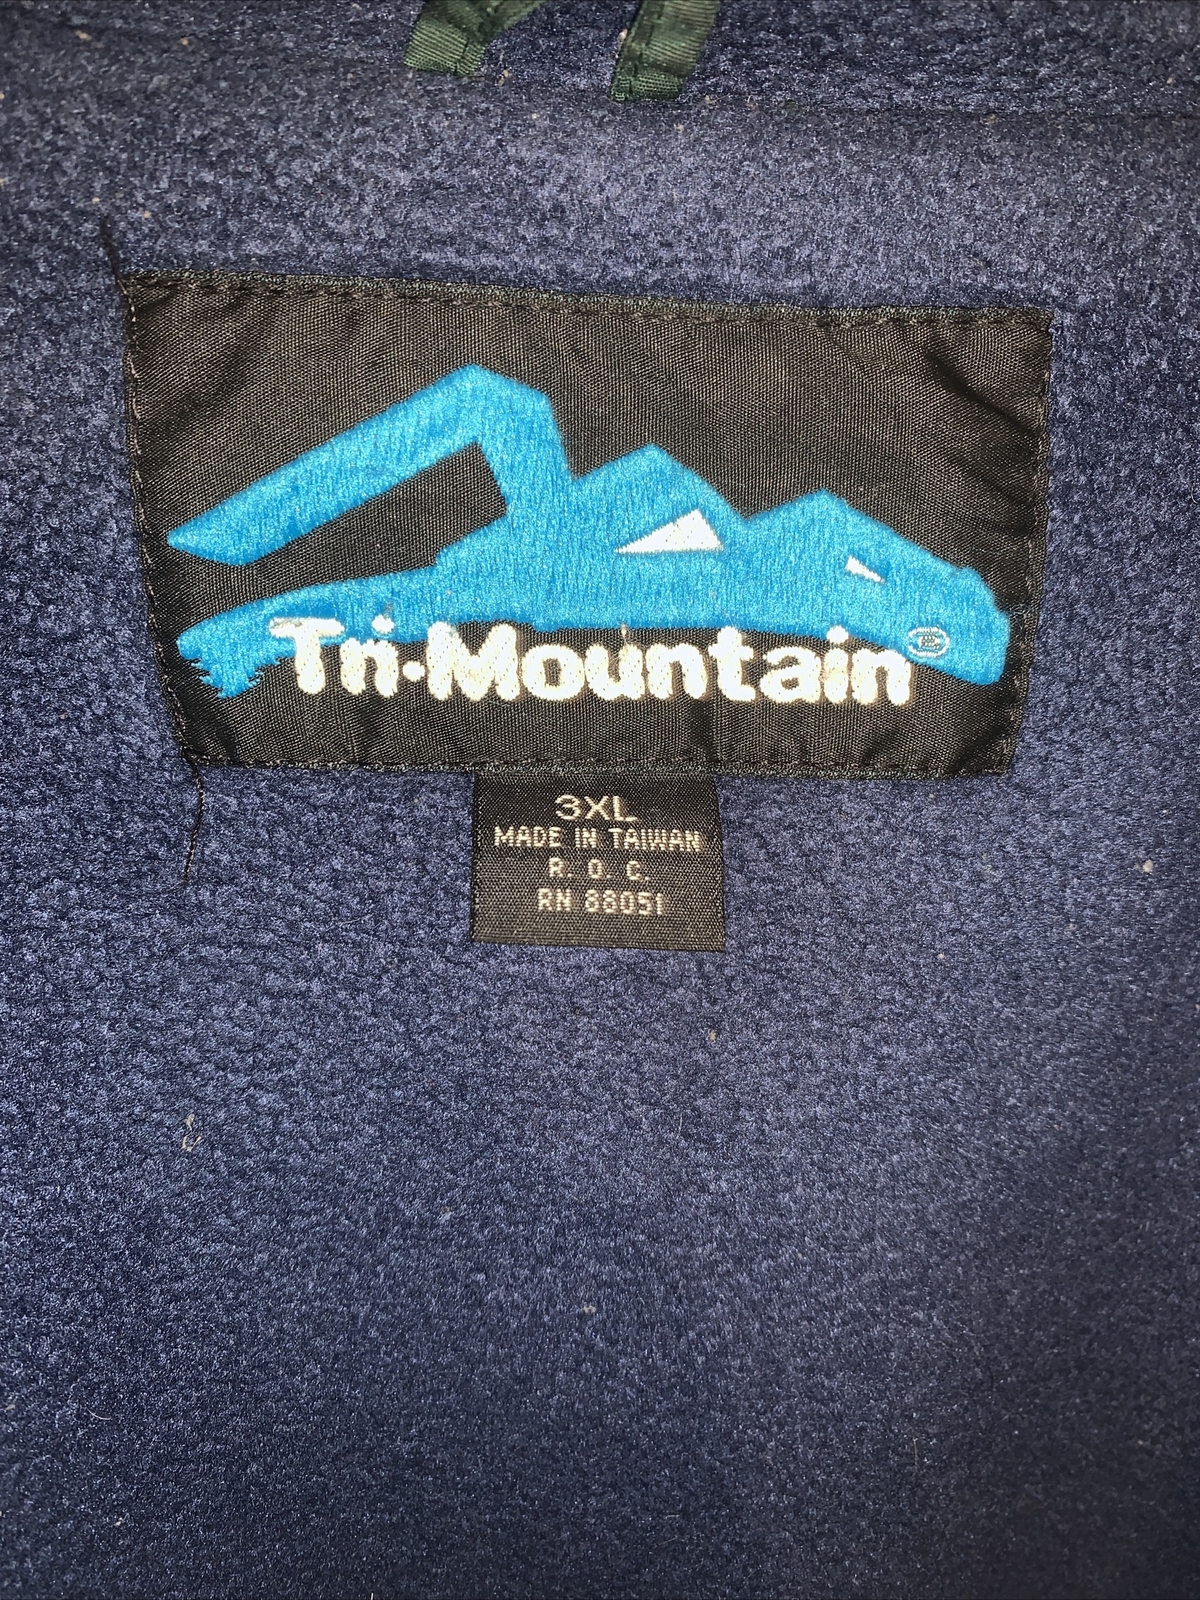 Tri-Mountain®
3XL
MADE IN TAIWAN
R. O. C.
RN 88051